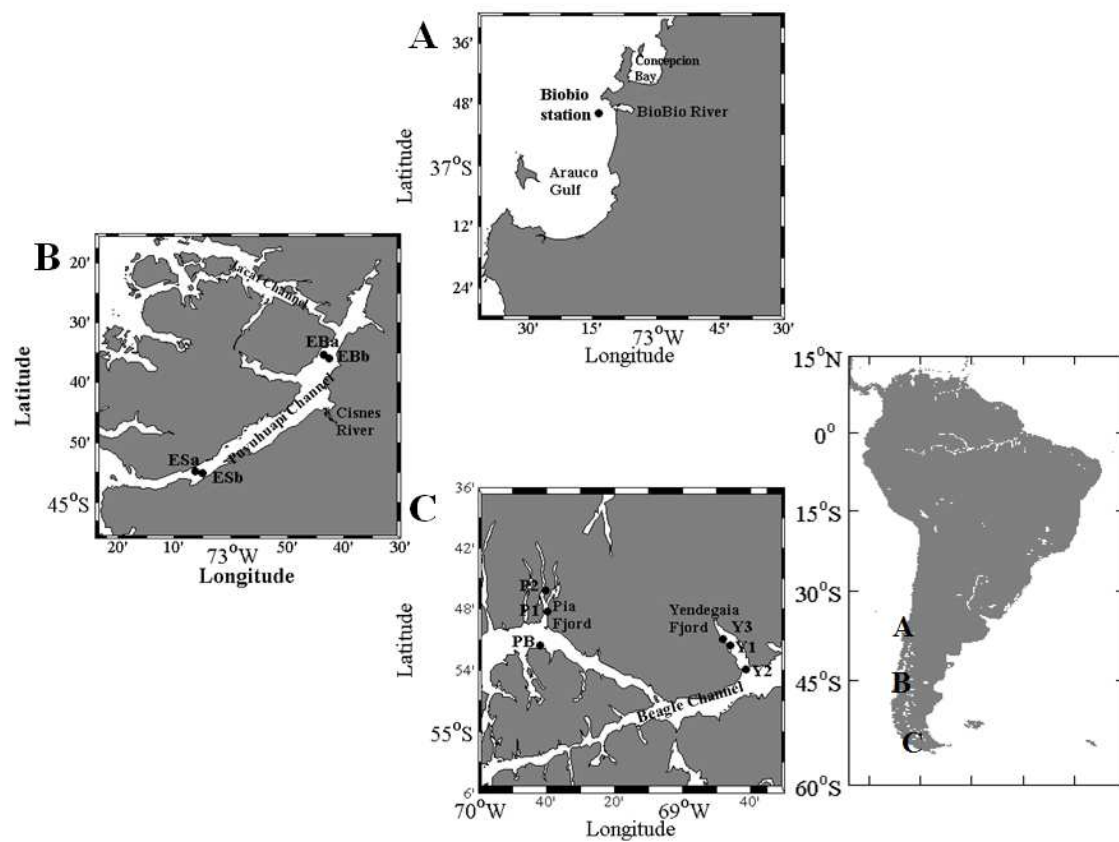 A
Latitude
36'
48'
37°S
12'
24'
Concepcion
Bay
Biobio
station
BioBio River
Arauco
Gulf
30'
15'
73°W
45'
30'
Longitude
B
Latitude
20'
30'
40'
50'
45°S
Jacaf Channel
EBa
EBb
Puyuhuapi Channel
Cisnes
River
ESa
ESb
20'
10'
73°W
50'
40'
30'
Longitude
C
Latitude
36'
42'
48'
54'
55°S
6'
P2
P1
Pia
Fjord
PB
Yendegaia
Fjord
Y3
Y1
Y2
Beagle Channel
70°W
40'
20'
69°W
40'
Longitude
15°N
0°
15°S
30°S
45°S
60°S
A
B
C